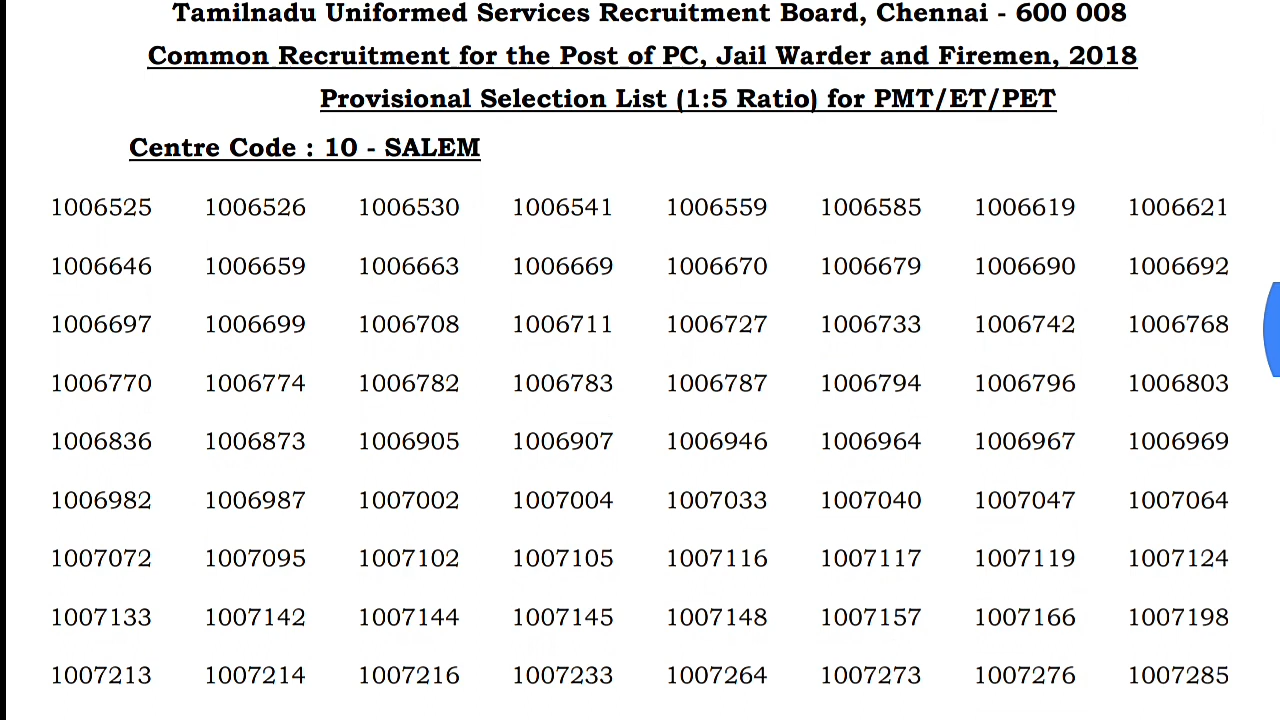 Tamilnadu Uniformed Services Recruitment Board, Chennai - 600 008
Common Recruitment for the Post of PC, Jail Warder and Firemen, 2018
Provisional Selection List (1:5 Ratio) for PMT/ET/PET
Centre Code : 10 - SALEM
1006525 1006526 1006530 1006541 1006559 1006585 1006619 1006621
1006646 1006659 1006663 1006669 1006670 1006679 1006690 1006692
1006697 1006699 1006708 1006711 1006727 1006733 1006742 1006768
1006770 1006774 1006782 1006783 1006787 1006794 1006796 1006803
1006836 1006873 1006905 1006907 1006946 1006964 1006967 1006969
1006982 1006987 1007002 1007004 1007033 1007040 1007047 1007064
1007072 1007095 1007102 1007105 1007116 1007117 1007119 1007124
1007133 1007142 1007144 1007145 1007148 1007157 1007166 1007198
1007213 1007214 1007216 1007233 1007264 1007273 1007276 1007285